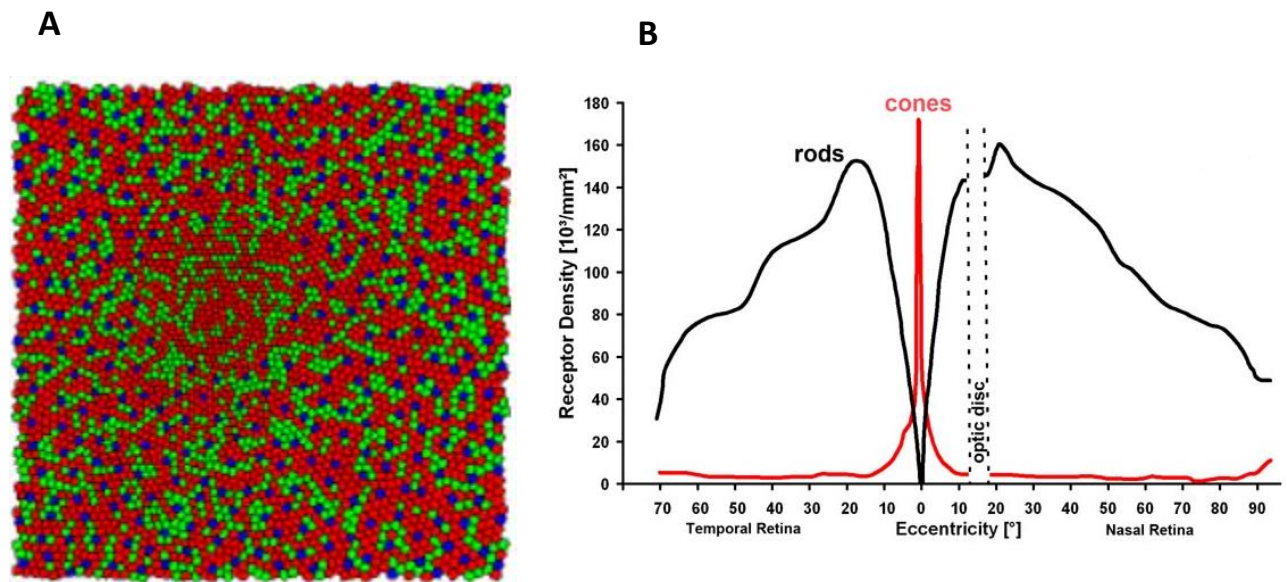 A
B
cones
rods
optic disc
Receptor Density [10³/mm²]
180
160
140
120
100
80
60
40
20
0
70 60 50 40 30 20 10 0 10 20 30 40 50 60 70 80 90
Temporal Retina Eccentricity [°] Nasal Retina